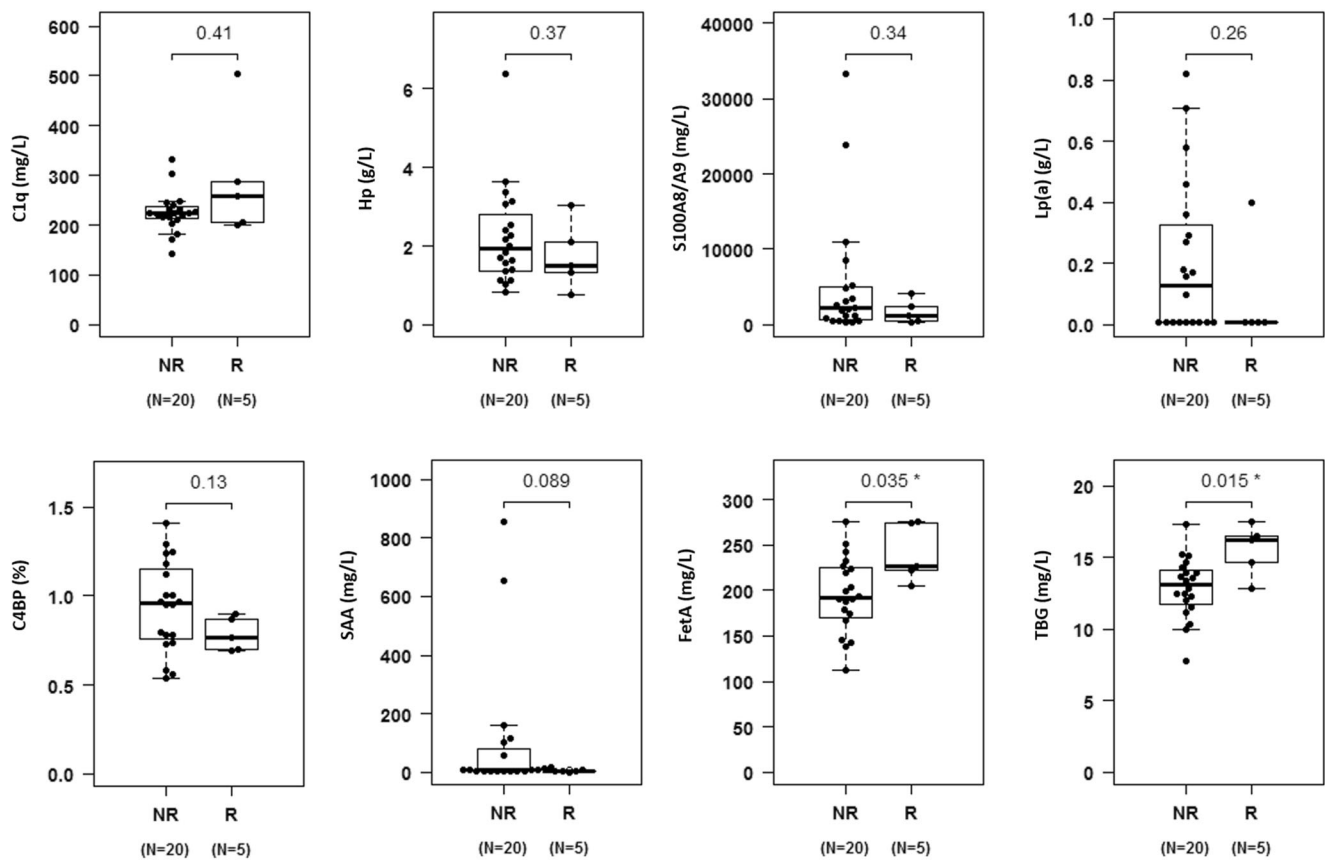 C1q (mg/L)
600
500
400
300
200
100
0
0.41
NR
R
(N=20)
(N=5)
Hp (g/L)
6
4
2
0
0.37
NR
R
(N=20)
(N=5)
S100A8/A9 (mg/L)
40000
30000
20000
10000
0
0.34
NR
R
(N=20)
(N=5)
Lp(a) (g/L)
1.0
0.8
0.6
0.4
0.2
0.0
0.26
NR
R
(N=20)
(N=5)
C4BP (%)
1.5
1.0
0.5
0.0
0.13
NR
R
(N=20)
(N=5)
SAA (mg/L)
1000
800
600
400
200
0
0.089
NR
R
(N=20)
(N=5)
FetA (mg/L)
300
250
200
150
100
50
0
0.035 *
NR
R
(N=20)
(N=5)
TBG (mg/L)
20
15
10
5
0
0.015 *
NR
R
(N=20)
(N=5)